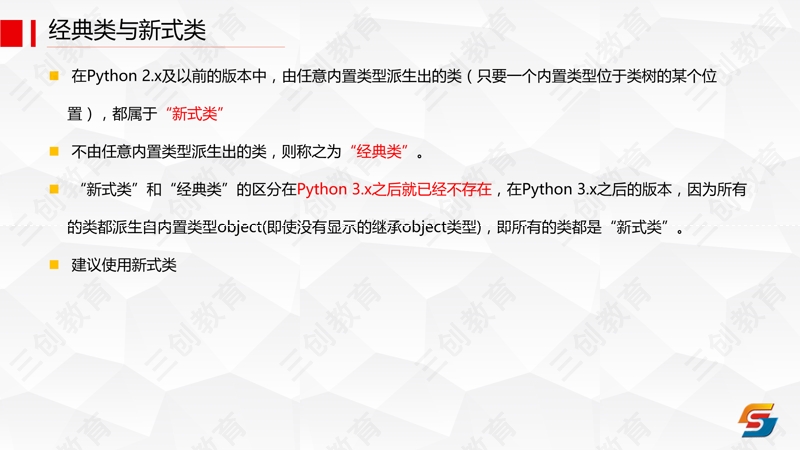 经典类与新式类
在Python 2.x及以前的版本中，由任意内置类型派生出的类（只要一个内置类型位于类树的某个位
置），都属于“新式类”
不由任意内置类型派生出的类，则称之为“经典类”。
“新式类”和“经典类”的区分在Python 3.x之后就已经不存在，在Python 3.x之后的版本，因为所有
的类都派生自内置类型object(即使没有显示的继承object类型)，即所有的类都是“新式类”。
建议使用新式类
三创教育